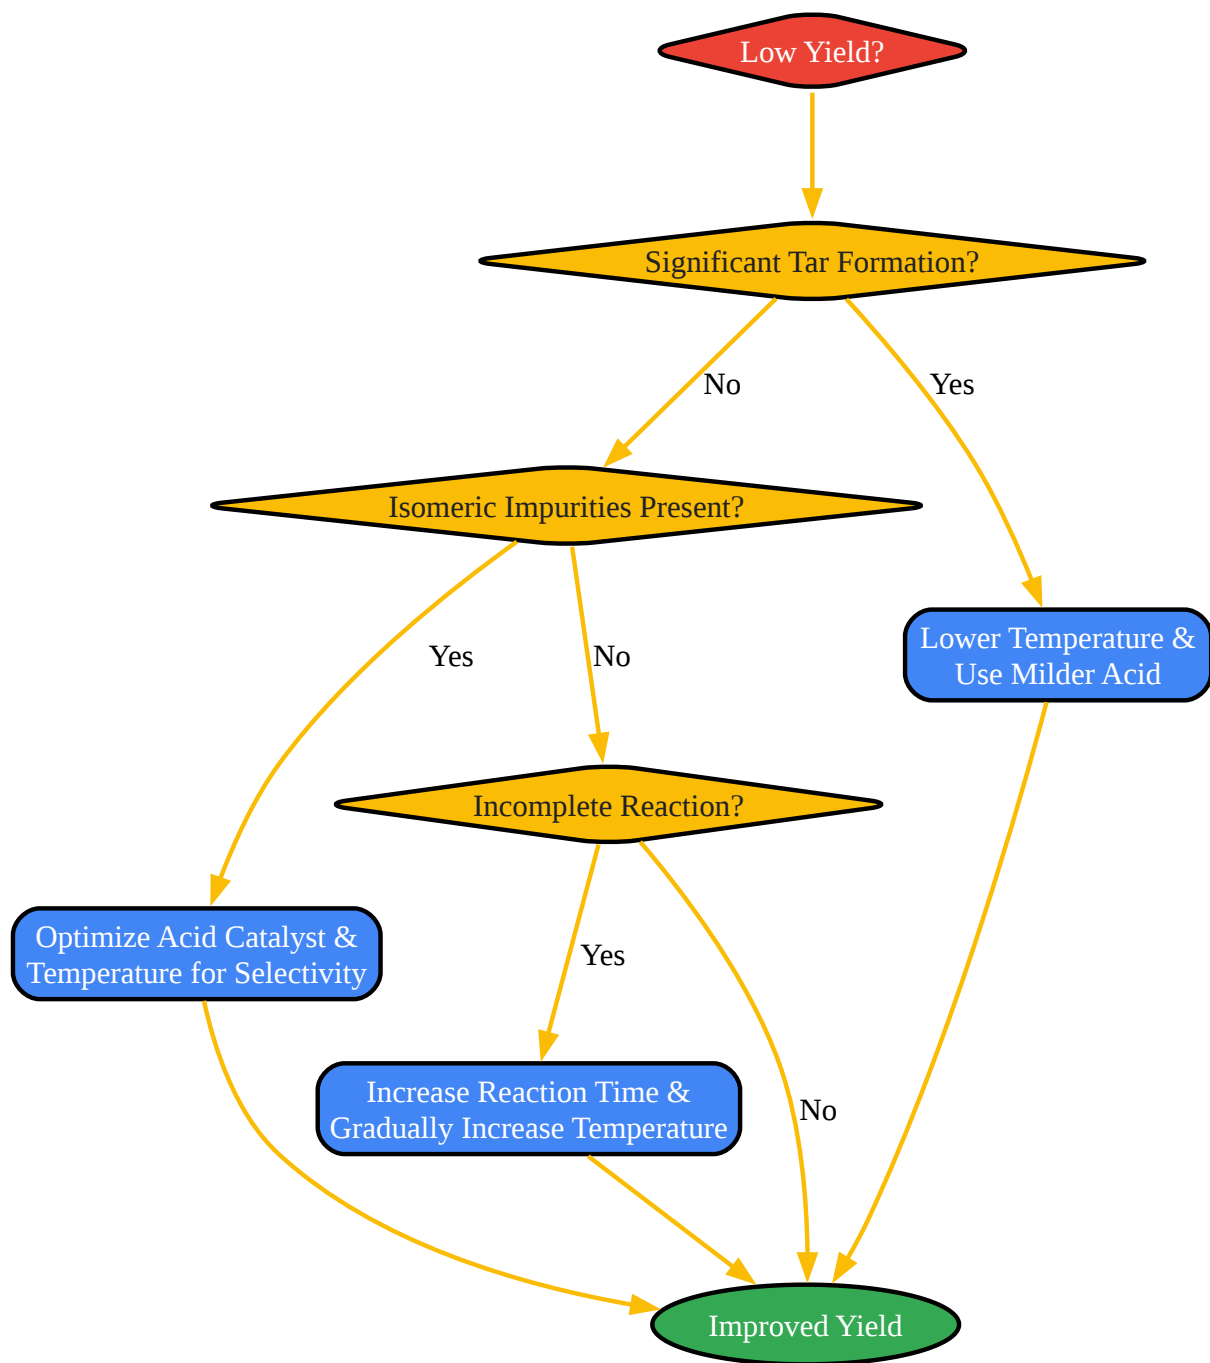 Low Yield?
Significant Tar Formation?
No
Yes
Isomeric Impurities Present?
Yes
No
Lower Temperature &
Use Milder Acid
Incomplete Reaction?
Optimize Acid Catalyst &
Temperature for Selectivity
Yes
Increase Reaction Time &
Gradually Increase Temperature
No
Improved Yield